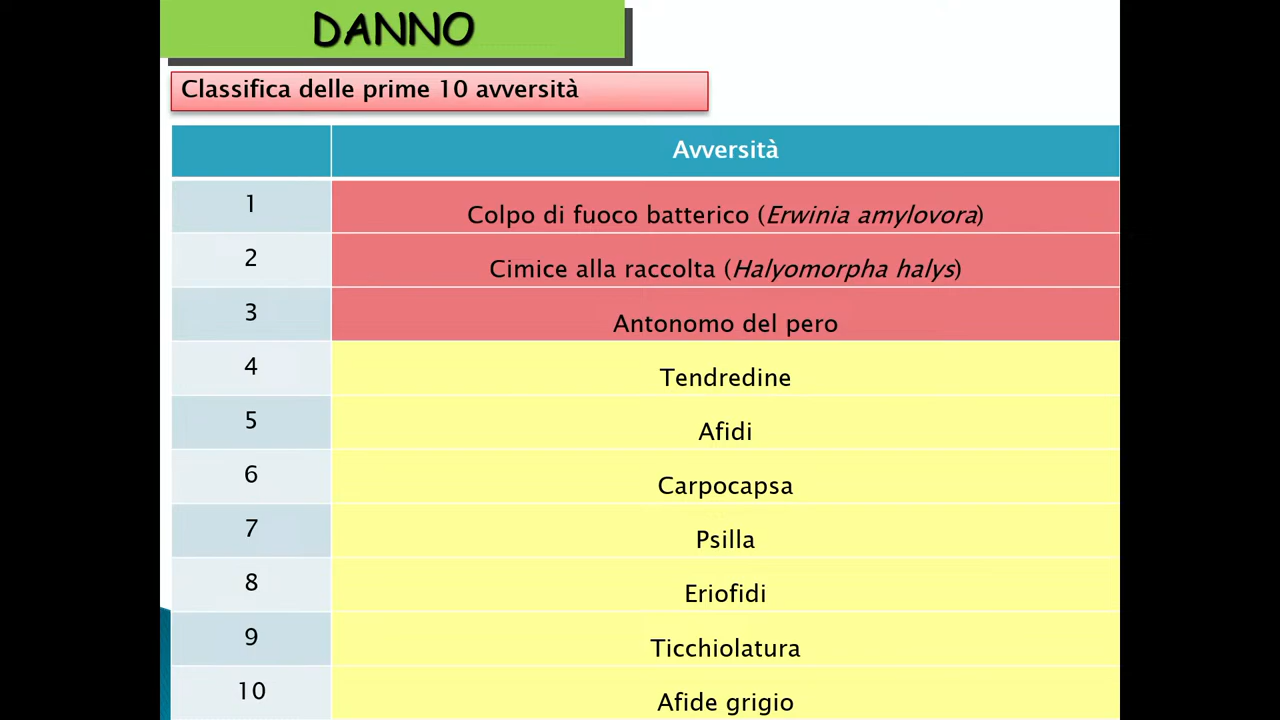 DANNO
Classifica delle prime 10 avversità
Avversità
1 Colpo di fuoco batterico (Erwinia amylovora)
2 Cimice alla raccolta (Halyomorpha halys)
3 Antonomo del pero
4 Tendredine
5 Afidi
6 Carpocapsa
7 Psilla
8 Eriofidi
9 Ticchiolatura
10 Afide grigio